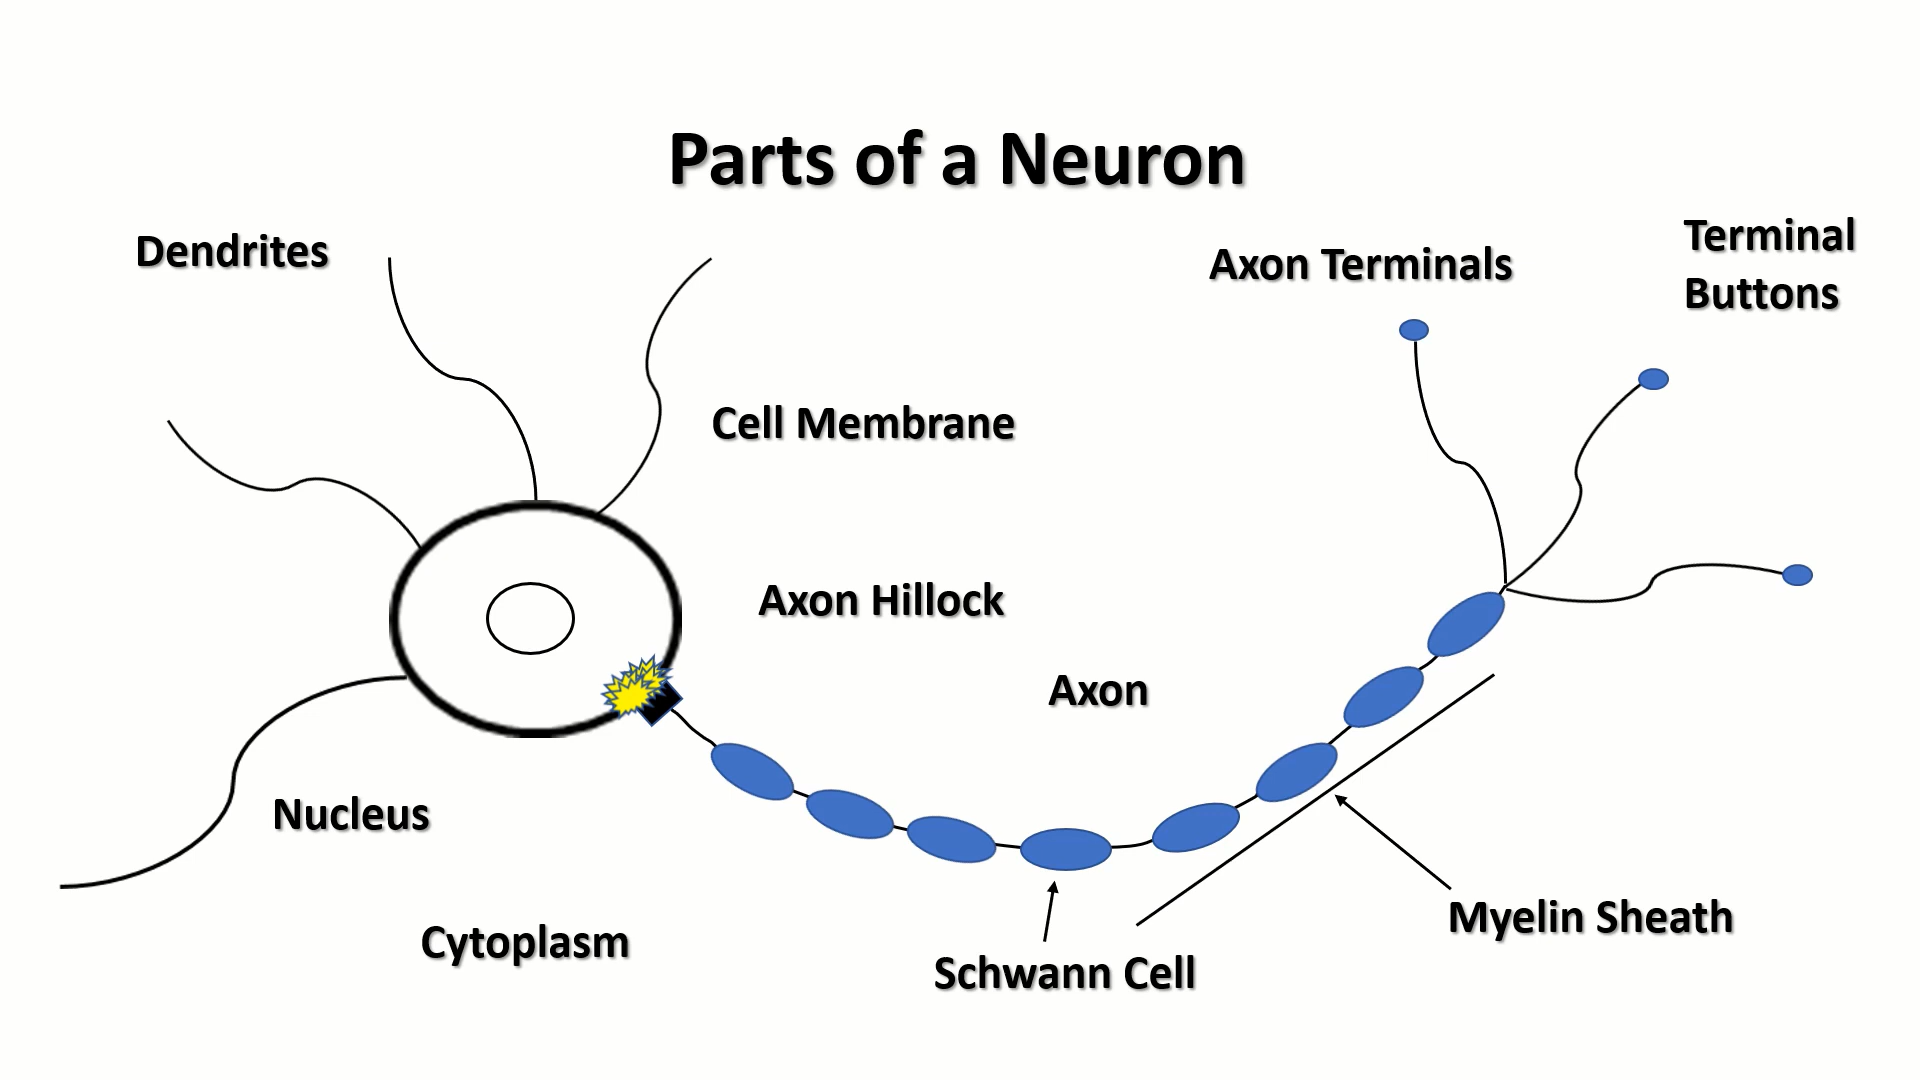 Parts of a Neuron
Dendrites
Axon Terminals
Terminal
Buttons
Cell Membrane
Axon Hillock
Axon
Nucleus
Cytoplasm
Schwann Cell
Myelin Sheath